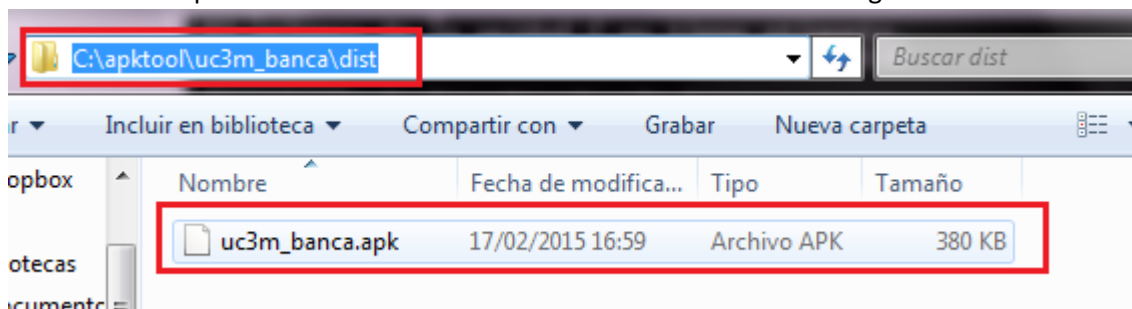 C:\apktool\uc3m_banca\dist Buscar dist
Incluir en biblioteca Compartir con Grabar Nueva carpeta
Nombre Fecha de modifica... Tipo Tamaño
uc3m_banca.apk 17/02/2015 16:59 Archivo APK 380 KB